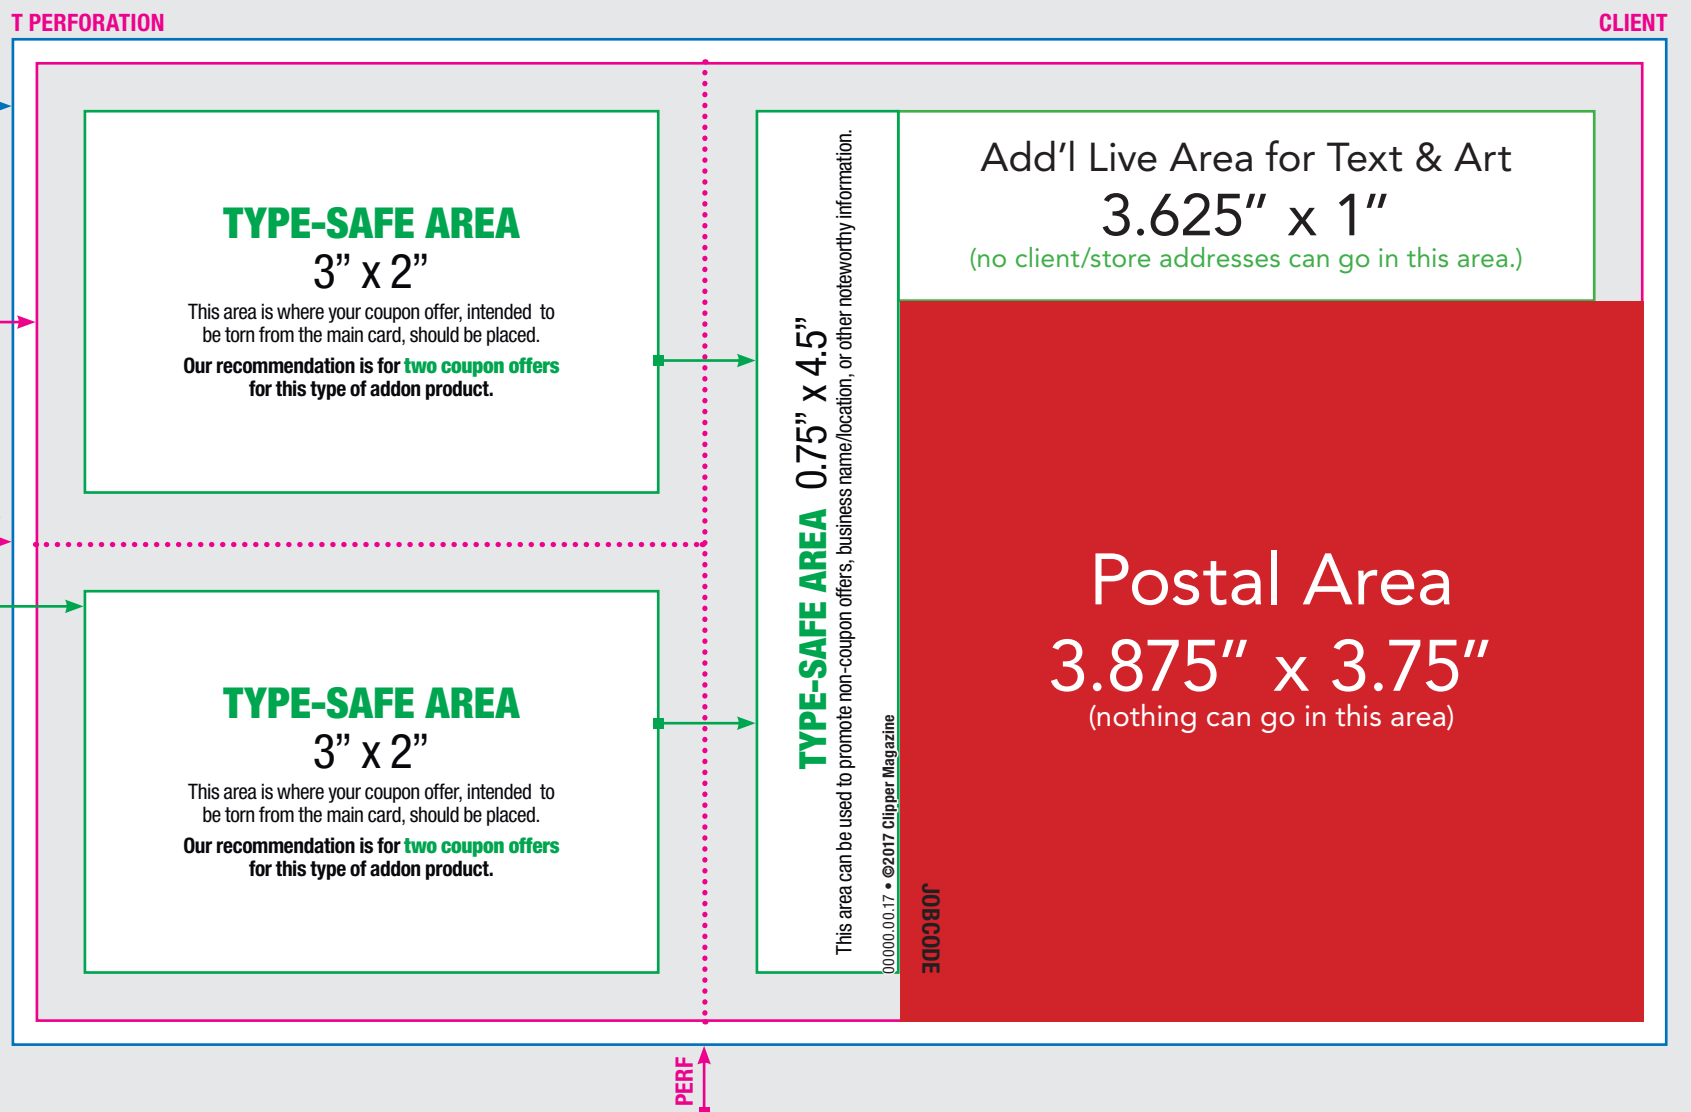 T PERFORATION
CLIENT
TYPE-SAFE AREA
3” x 2”
This area is where your coupon offer, intended  to
be torn from the main card, should be placed.
Our recommendation is for two coupon offers
for this type of addon product.
TYPE-SAFE AREA
3” x 2”
This area is where your coupon offer, intended  to
be torn from the main card, should be placed.
Our recommendation is for two coupon offers
for this type of addon product.
TYPE-SAFE AREA  0.75” x 4.5”
This area can be used to promote non-coupon offers, business name/location, or other noteworthy information.
00000.00.17 • ©2017 Clipper Magazine
Add’l Live Area for Text & Art
3.625” x 1”
(no client/store addresses can go in this area.)
Postal Area
3.875” x 3.75”
(nothing can go in this area)
JOBCODE
PERF